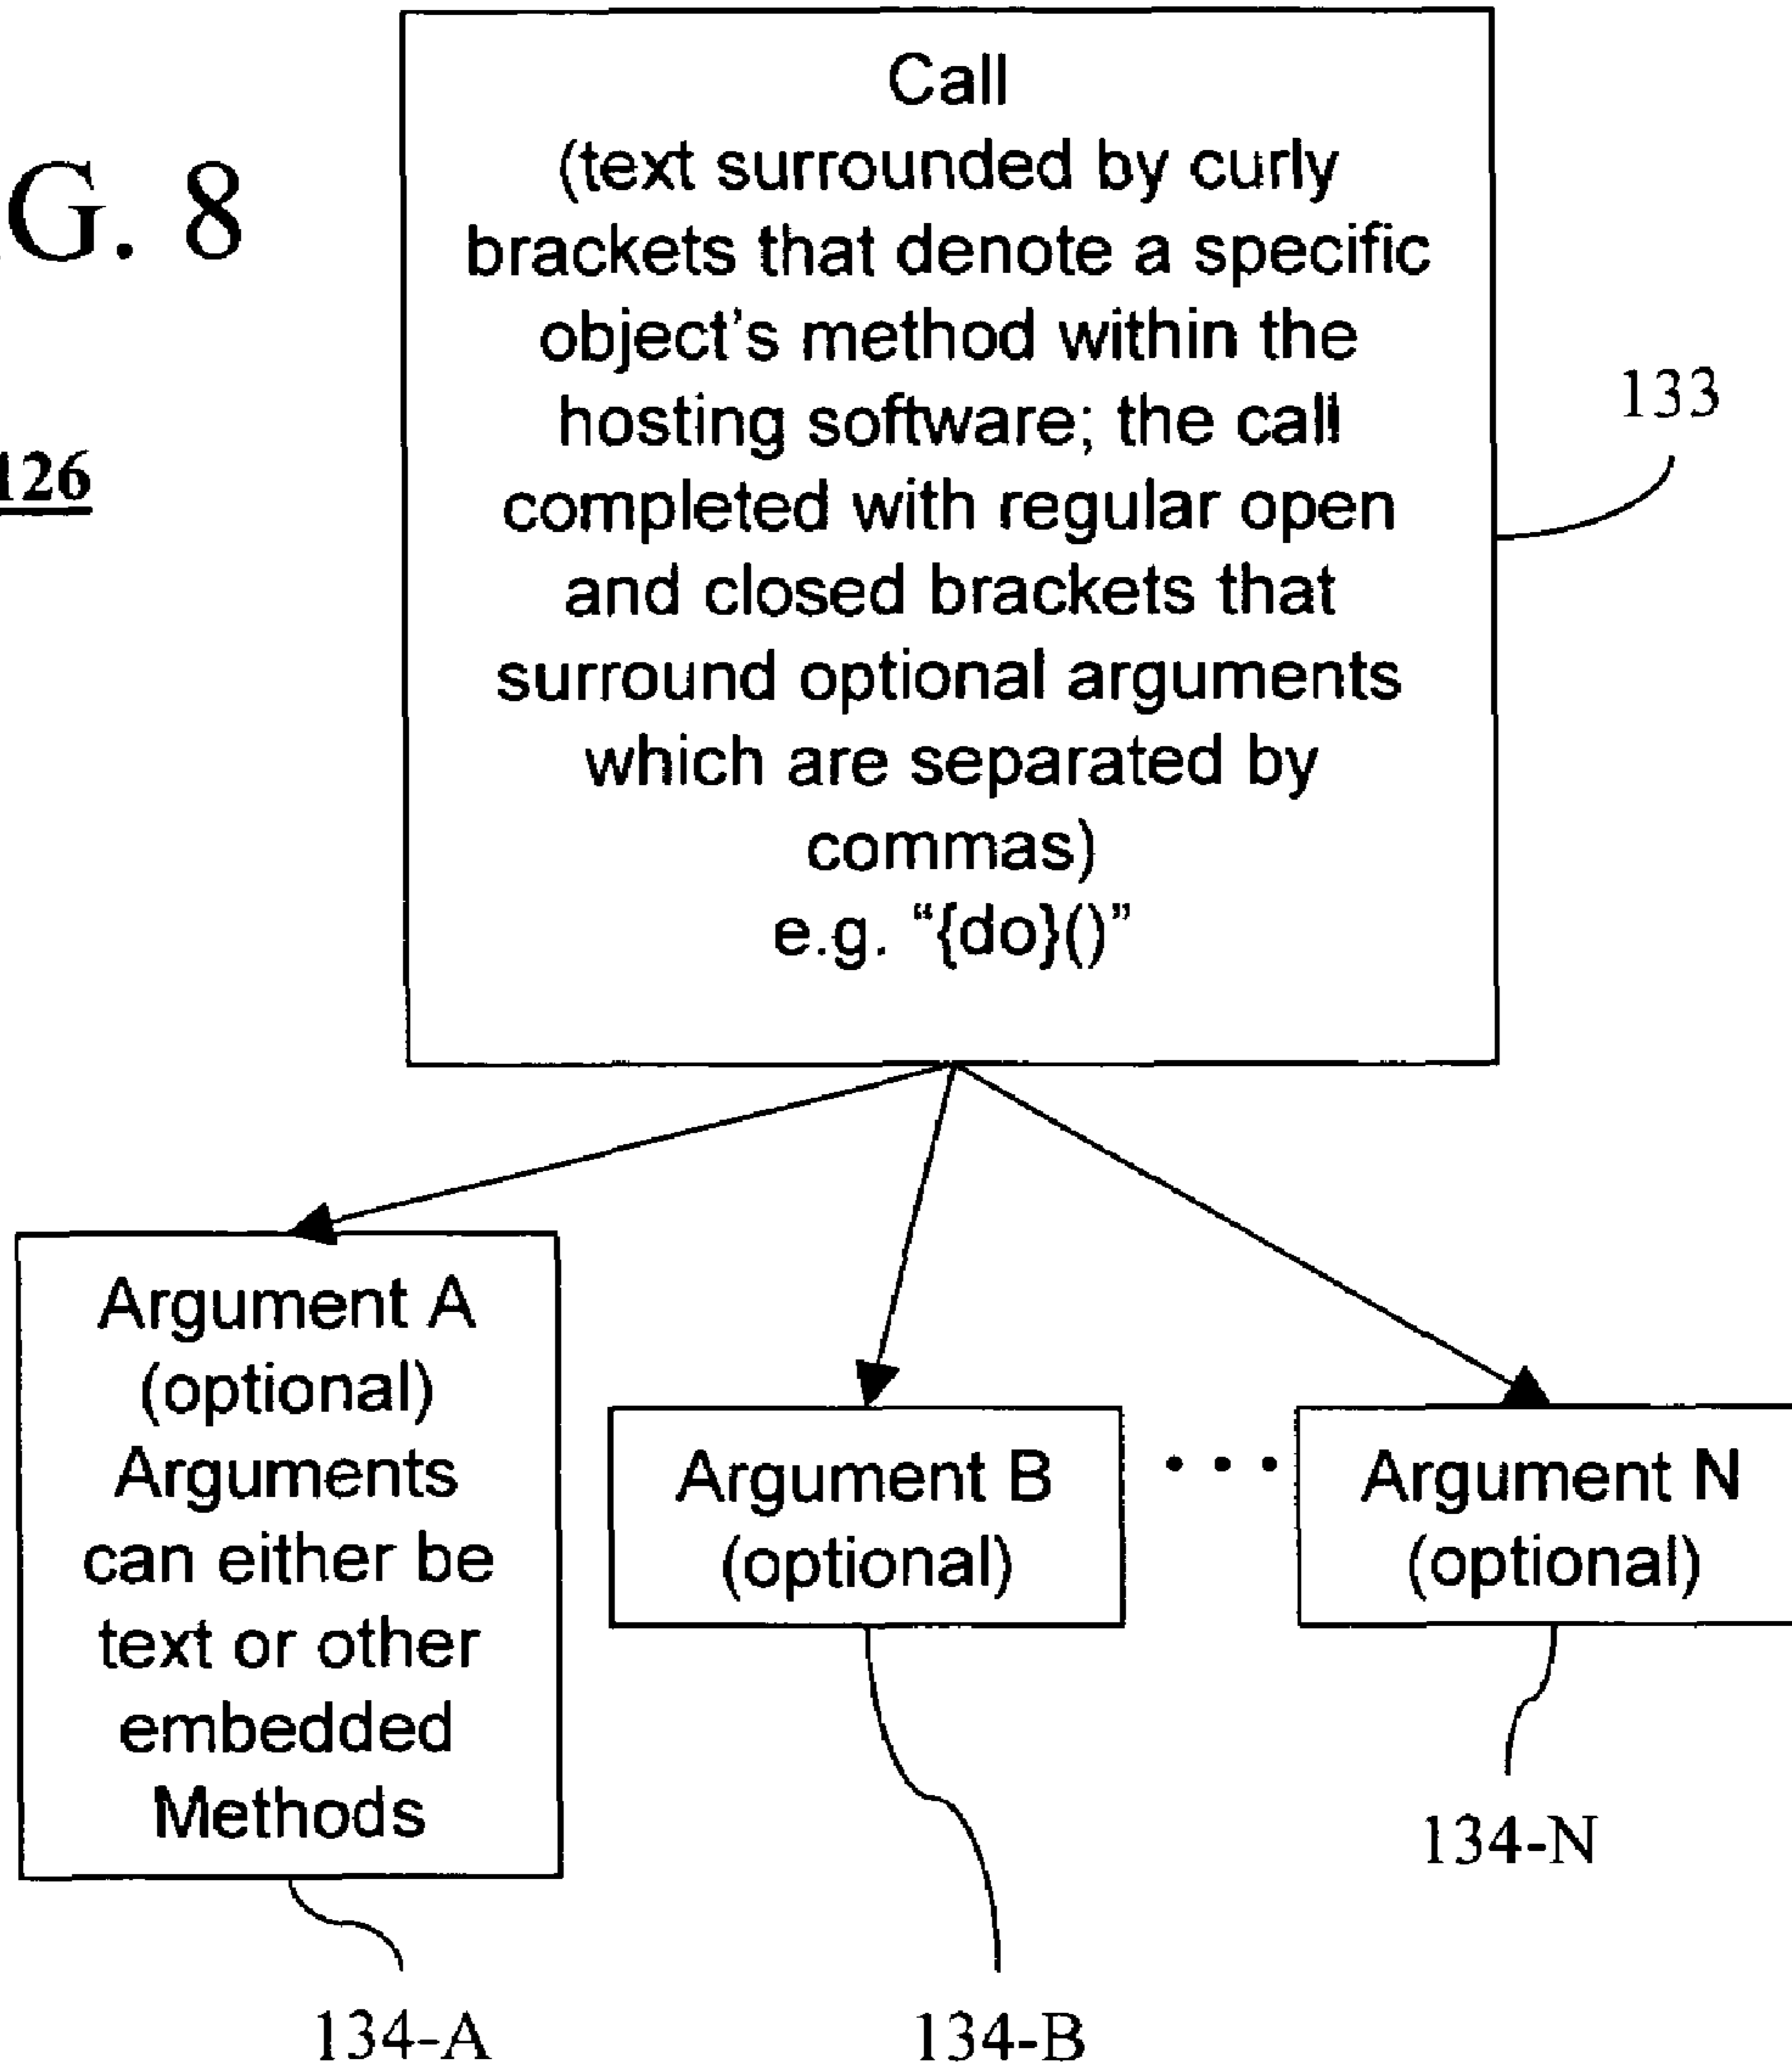 G. 8
126
Call
(text surrounded by curly
brackets that denote a specific
object's method within the
hosting software; the call
completed with regular open
and closed brackets that
surround optional arguments
which are separated by
commas)
e.g. “{do}()”
133
Argument A
(optional)
Arguments
can either be
text or other
embedded
Methods
Argument B
(optional)
• • •
Argument N
(optional)
134-A
134-B
134-N